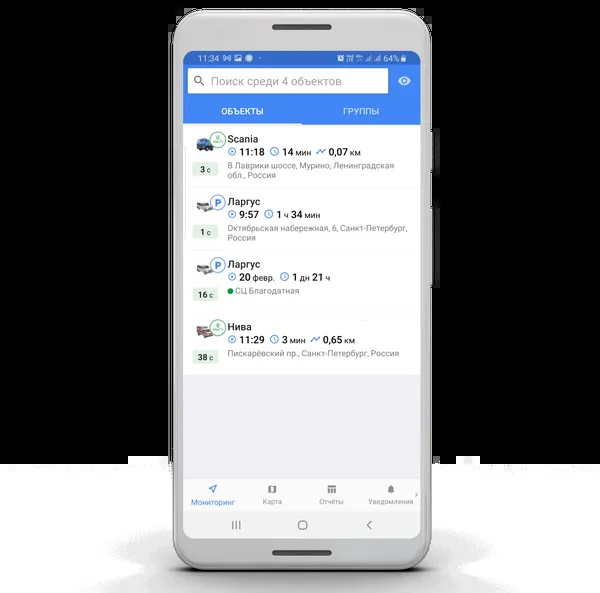 11:34 64%
Поиск среди 4 объектов
ОБЪЕКТЫ ГРУППЫ
Scania
11:18 14 мин 0,07 км
3 с
В Лаврики шоссе, Мурино, Ленинградская
обл., Россия
Ларгус
P
9:57 1 ч 34 мин
1 с
Октябрьская набережная, 6, Санкт-Петербург,
Россия
Ларгус
P
20 февр. 1 дн 21 ч
16 с
СЦ Благодатная
Нива
11:29 3 мин 0,65 км
38 с
Пискарёвский пр., Санкт-Петербург, Россия
Мониторинг Карта Отчёты Уведомления